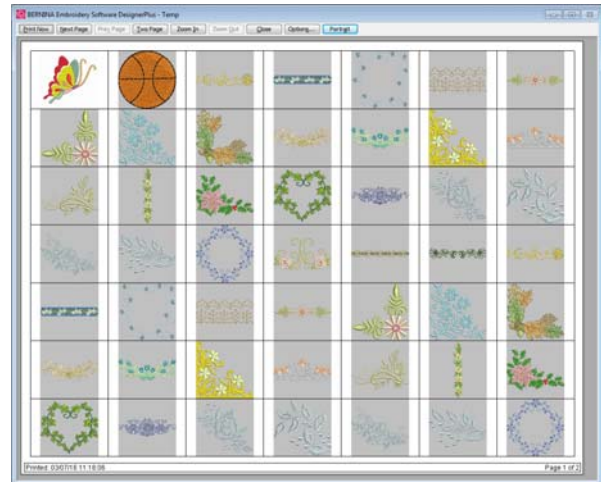 BERNINA Embroidery Software DesignerPlus - Temp
Print Now Next Page Prev Page Two Page Zoom In Zoom Out Close Options... Portrait
Printed: 03/07/15 11:18:36 Page 1 of 2